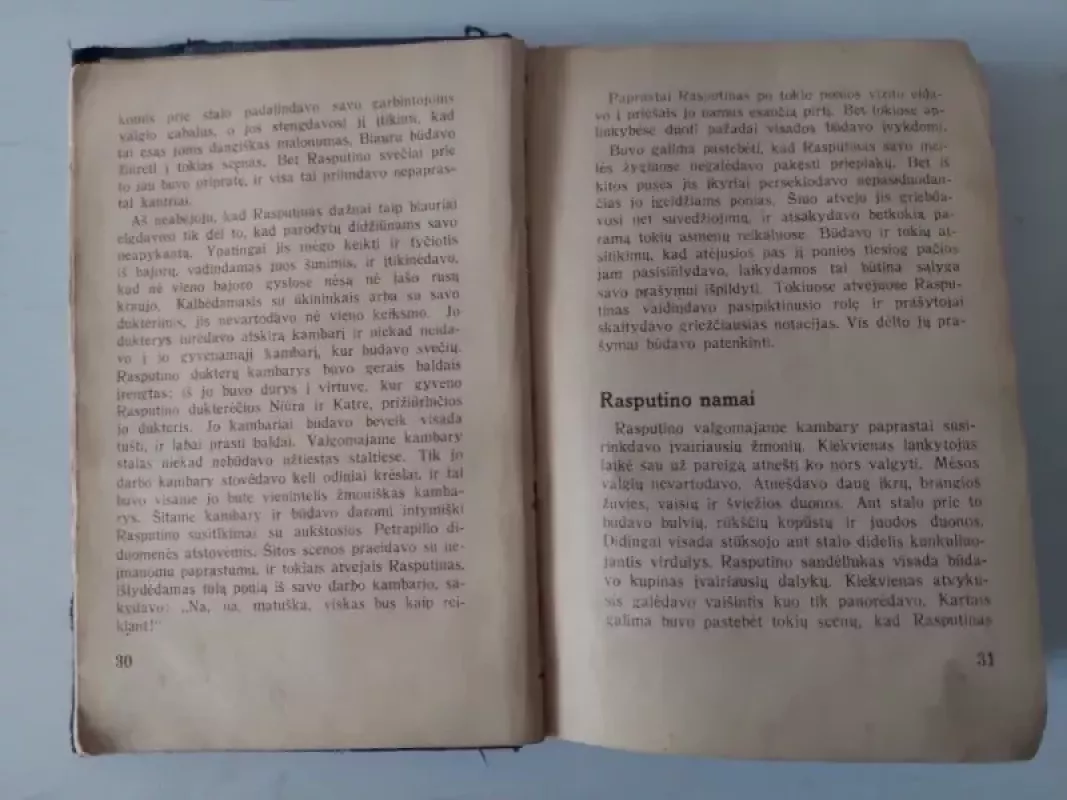 komis prie stalo padalindavo savo garbintojoms
valgio gabalus, o jos stengdavosi jį įtikinti, kad
tai esąs joms dangiškas malonumas. Biauru būdavo
žiūrėti į tokias scenas. Bet Rasputino svečiai prie
to jau buvo pripratę, ir visa tai priimdavo nepapras-
tai kantriai.
Aš neabejoju, kad Rasputinas dažnai taip biauriai
elgdavosi tik dėl to, kad parodytų didžiūnams savo
neapykantą. Ypatingai jis mėgo keikti ir tyčiotis
iš bajorų, vadindamas juos šunimis, ir įtikinėdavo,
kad nė vieno bajoro gyslose nėsą nė lašo rusų
kraujo. Kalbėdamasis su ūkininkais arba su savo
dukterimis, jis nevartodavo nė vieno keiksmo. Jo
dukterys turėdavo atskirą kambarį ir niekad neida-
vo į jo gyvenamąjį kambarį, kur būdavo svečių.
Rasputino dukterų kambarys buvo gerais baldais
įrengtas; iš jo buvo durys į virtuvę, kur gyveno
Rasputino dukterėčios Niūra ir Katrė, prižiūrėčios
jo dukteris. Jo kambariai būdavo beveik visada
tušti, ir labai prasti baldai. Valgomajame kambary
stalas niekad nebūdavo užtiestas staltiese. Tik jo
darbo kambary stovėdavo keli odiniai krėslai, ir tai
buvo visame jo bute vienintelis žmoniškas kamba-
rys. Šitame kambary ir būdavo daromi intymiški
Rasputino susitikimai su aukštosios Petrapilio di-
duomenės atstovėmis. Šitos scenos praeidavo su ne-
įmanomu paprastumu, ir tokiais atvejais Rasputinas,
išlydėdamas tūlą ponią iš savo darbo kambario, sa-
kydavo: „Na, na, matuška, viskas bus kaip rei-
kiant!“
30
Paprastai Rasputinas po tokio ponios vizito eida-
vo į priešais jo namus esančią pirtį. Bet tokiose ap-
linkybėse duoti pažadai visados būdavo įvykdomi.
Buvo galima pastebėti, kad Rasputinas savo mei-
lės žygiuose negalėdavo pakęsti priepiakų. Bet iš
kitos pusės jis įkyriai persekiodavo nepasiduodan-
čias jo įgeidžiams ponias. Šiuo atveju jis griebda-
vosi net suvedžiojimų, ir atsakydavo betkokią pa-
ramą tokių asmenų reikaluose. Būdavo ir tokių at-
sitikimų, kad atėjusios pas jį ponios tiesiog pačios
jam pasisiūlydavo, laikydamos tai būtina sąlyga
savo prašymui išpildyti. Tokiuose atvejuose Raspu-
tinas vaidindavo pasipiktinusio rolę ir prašytojai
skaitydavo griežčiausias notacijas. Vis dėlto jų pra-
šymai būdavo patenkinti.
Rasputino namai
Rasputino valgomajame kambary paprastai susi-
rinkdavo įvairiausių žmonių. Kiekvienas lankytojas
laikė sau už pareigą atnešti ko nors valgyti. Mėsos
valgių nevartodavo. Atnešdavo daug ikrų, brangios
žuvies, vaisių ir šviežios duonos. Ant stalo prie to
būdavo bulvių, rūkščių kopūstų ir juodos duonos.
Didingai visada stūksojo ant stalo didelis kunkuliuo-
jantis virdulys. Rasputino sandėliukas visada būda-
vo kupinas įvairiausių dalykų. Kiekvienas atvyku-
sis galėdavo vaišintis kuo tik panorėdavo. Kartais
galima buvo pastebėt tokių scenų, kad Rasputinas
31